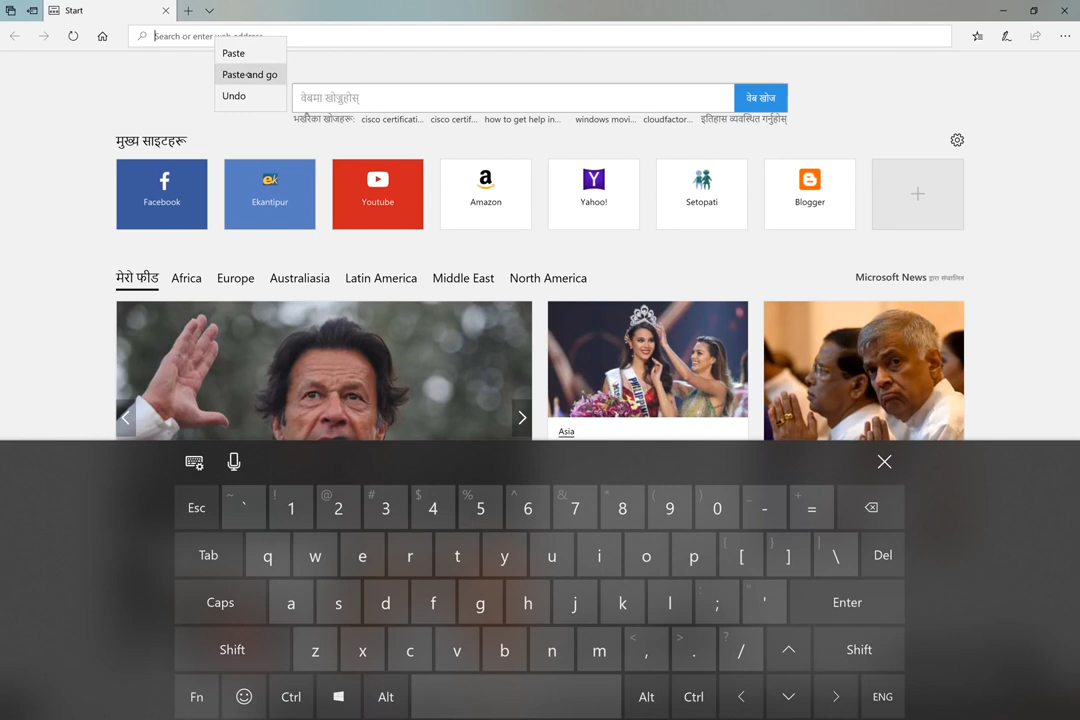 Start
Search or enter web address
Paste
Paste and go
Undo
वेबमा खोज्नुहोस्
वेब खोज
भर्खरैका खोजहरू: cisco certificati... cisco certif... how to get help in... windows movi... cloudfactor... इतिहास व्यवस्थित गर्नुहोस्
मुख्य साइटहरू
Facebook
Ekantipur
Youtube
Amazon
Yahoo!
Setopati
Blogger
मेरो फीड Africa Europe Australiasia Latin America Middle East North America
Microsoft News द्वारा संचालित
PHILIPPINES
Asia
Esc ~ ` ! 1 @ 2 # 3 $ 4 % 5 ^ 6 & 7 * 8 ( 9 ) 0 _ - + =
Tab q w e r t y u i o p { [ } ] | \ Del
Caps a s d f g h j k l : ; " ' Enter
Shift z x c v b n m < , > . ? / Shift
Fn Ctrl Alt Alt Ctrl ENG